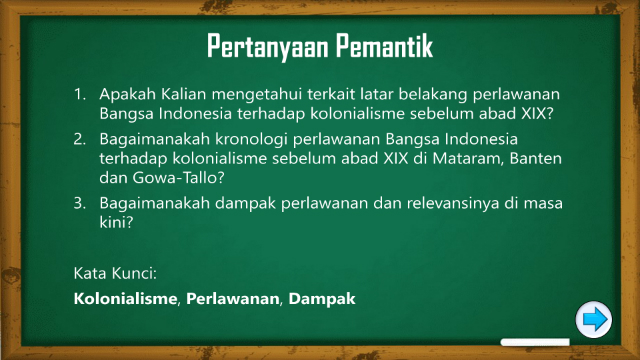 Pertanyaan Pemantik
1. Apakah Kalian mengetahui terkait latar belakang perlawanan
Bangsa Indonesia terhadap kolonialisme sebelum abad XIX?
2. Bagaimanakah kronologi perlawanan Bangsa Indonesia
terhadap kolonialisme sebelum abad XIX di Mataram, Banten
dan Gowa-Tallo?
3. Bagaimanakah dampak perlawanan dan relevansinya di masa
kini?
Kata Kunci:
Kolonialisme, Perlawanan, Dampak